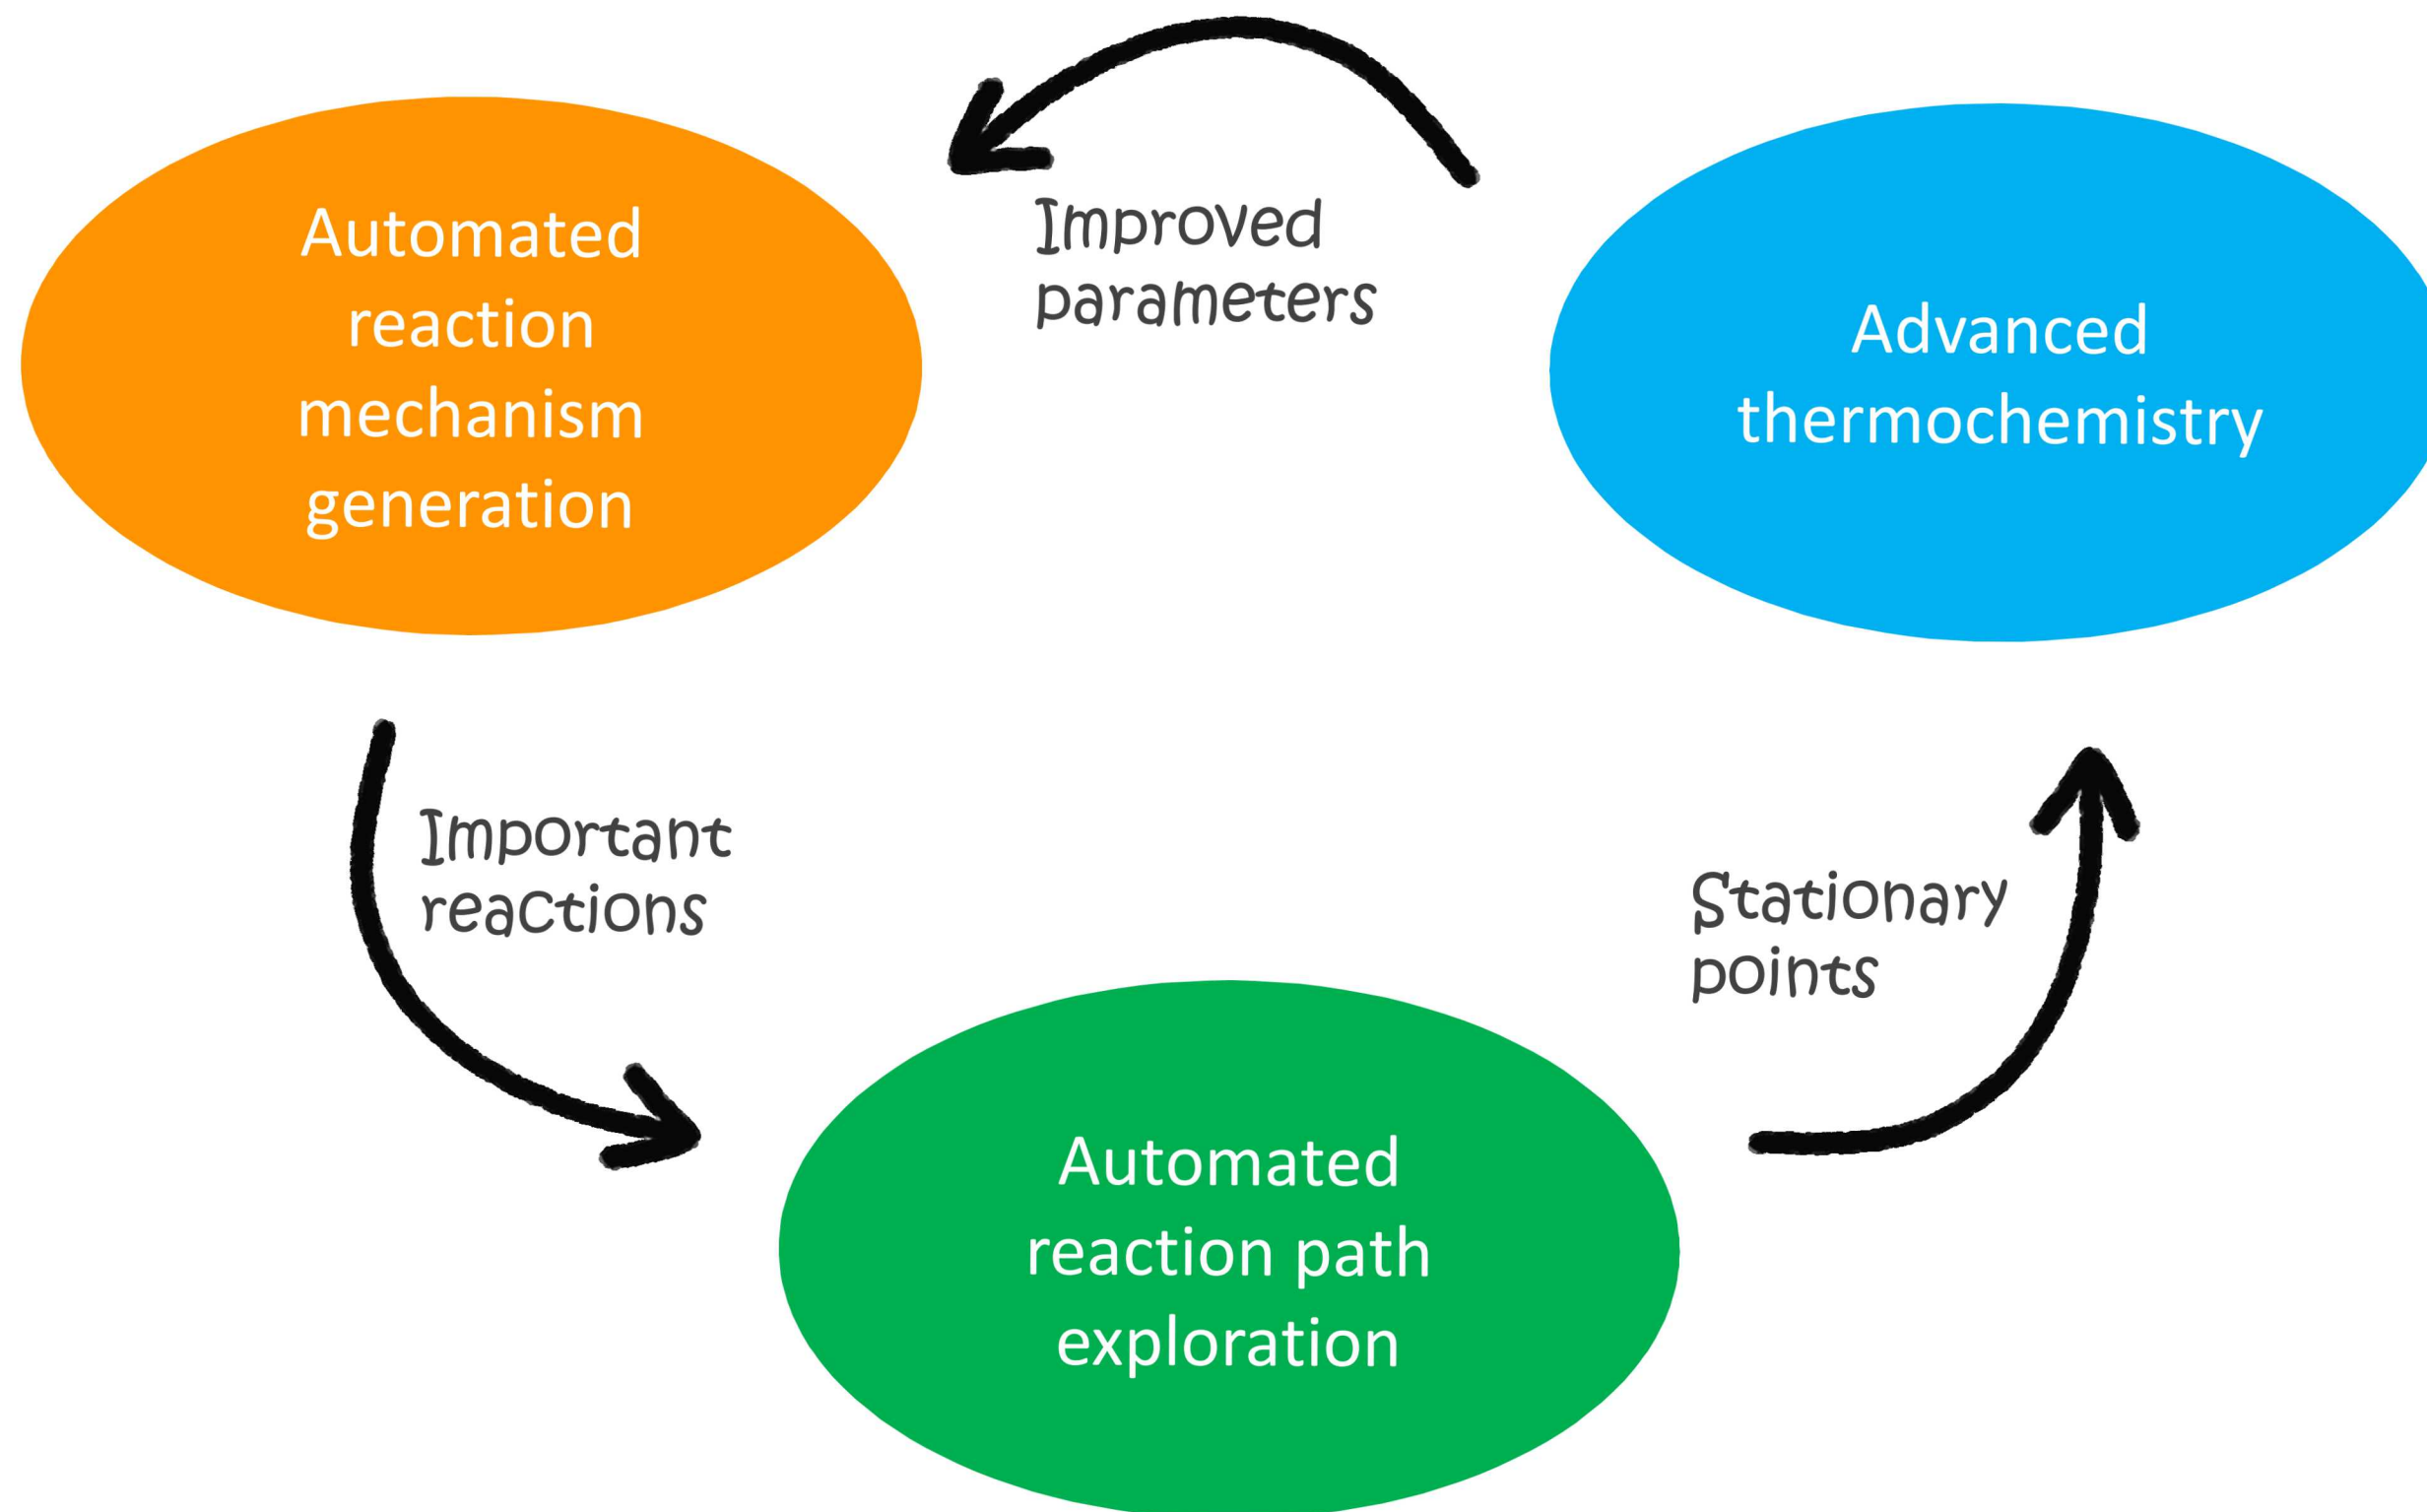 Automated
reaction
mechanism
generation
Improved
parameters
Advanced
thermochemistry
Important
reactions
Stationary
points
Automated
reaction path
exploration